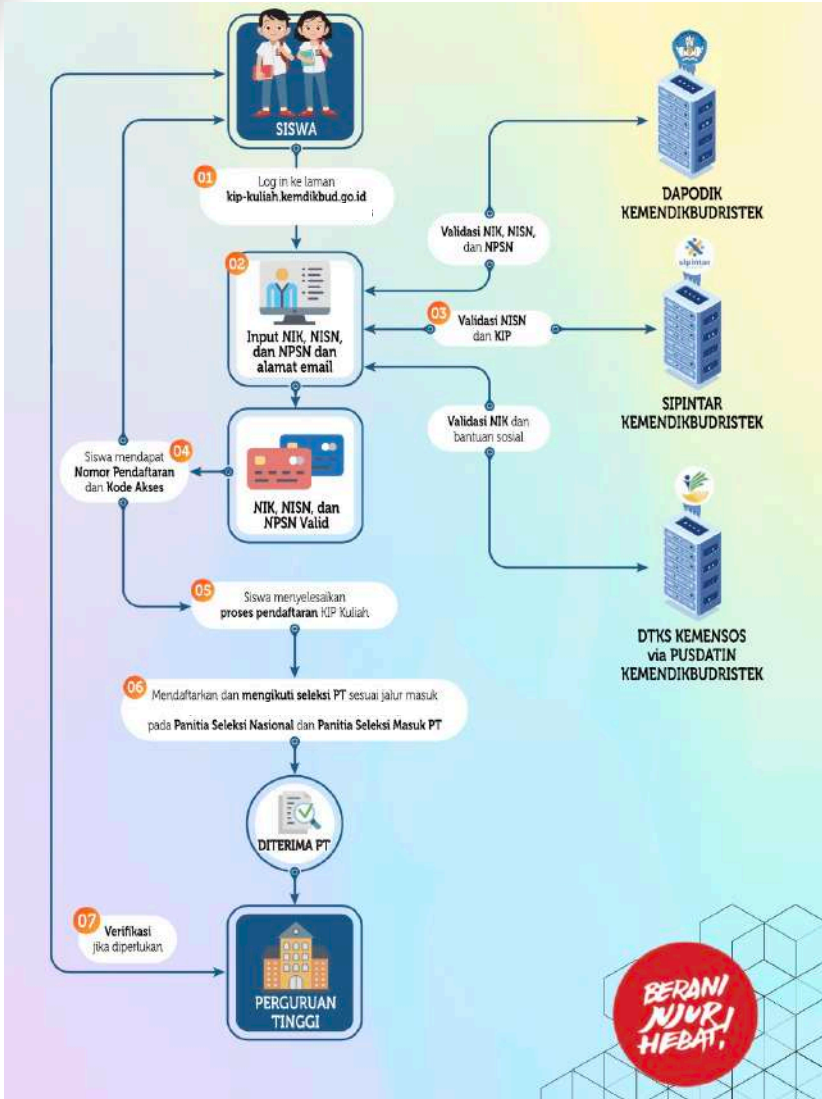 SISWA
01
Log in ke laman
kip-kuliah.kemdikbud.go.id
02
Input NIK, NISN,
dan NPSN dan
alamat email
Validasi NIK, NISN,
dan NPSN
DAPODIK
KEMENDIKBUDRISTEK
03
Validasi NISN
dan KIP
sipintar
SIPINTAR
KEMENDIKBUDRISTEK
Validasi NIK dan
bantuan sosial
DTKS KEMENSOS
via PUSDATIN
KEMENDIKBUDRISTEK
NIK, NISN, dan
NPSN Valid
04
Siswa mendapat
Nomor Pendaftaran
dan Kode Akses
05
Siswa menyelesaikan
proses pendaftaran KIP Kuliah
06
Mendaftarkan dan mengikuti seleksi PT sesuai jalur masuk
pada Panitia Seleksi Nasional dan Panitia Seleksi Masuk PT
DITERIMA PT
07
Verifikasi
jika diperlukan
PERGURUAN
TINGGI
BERANI
JUJUR
HEBAT!